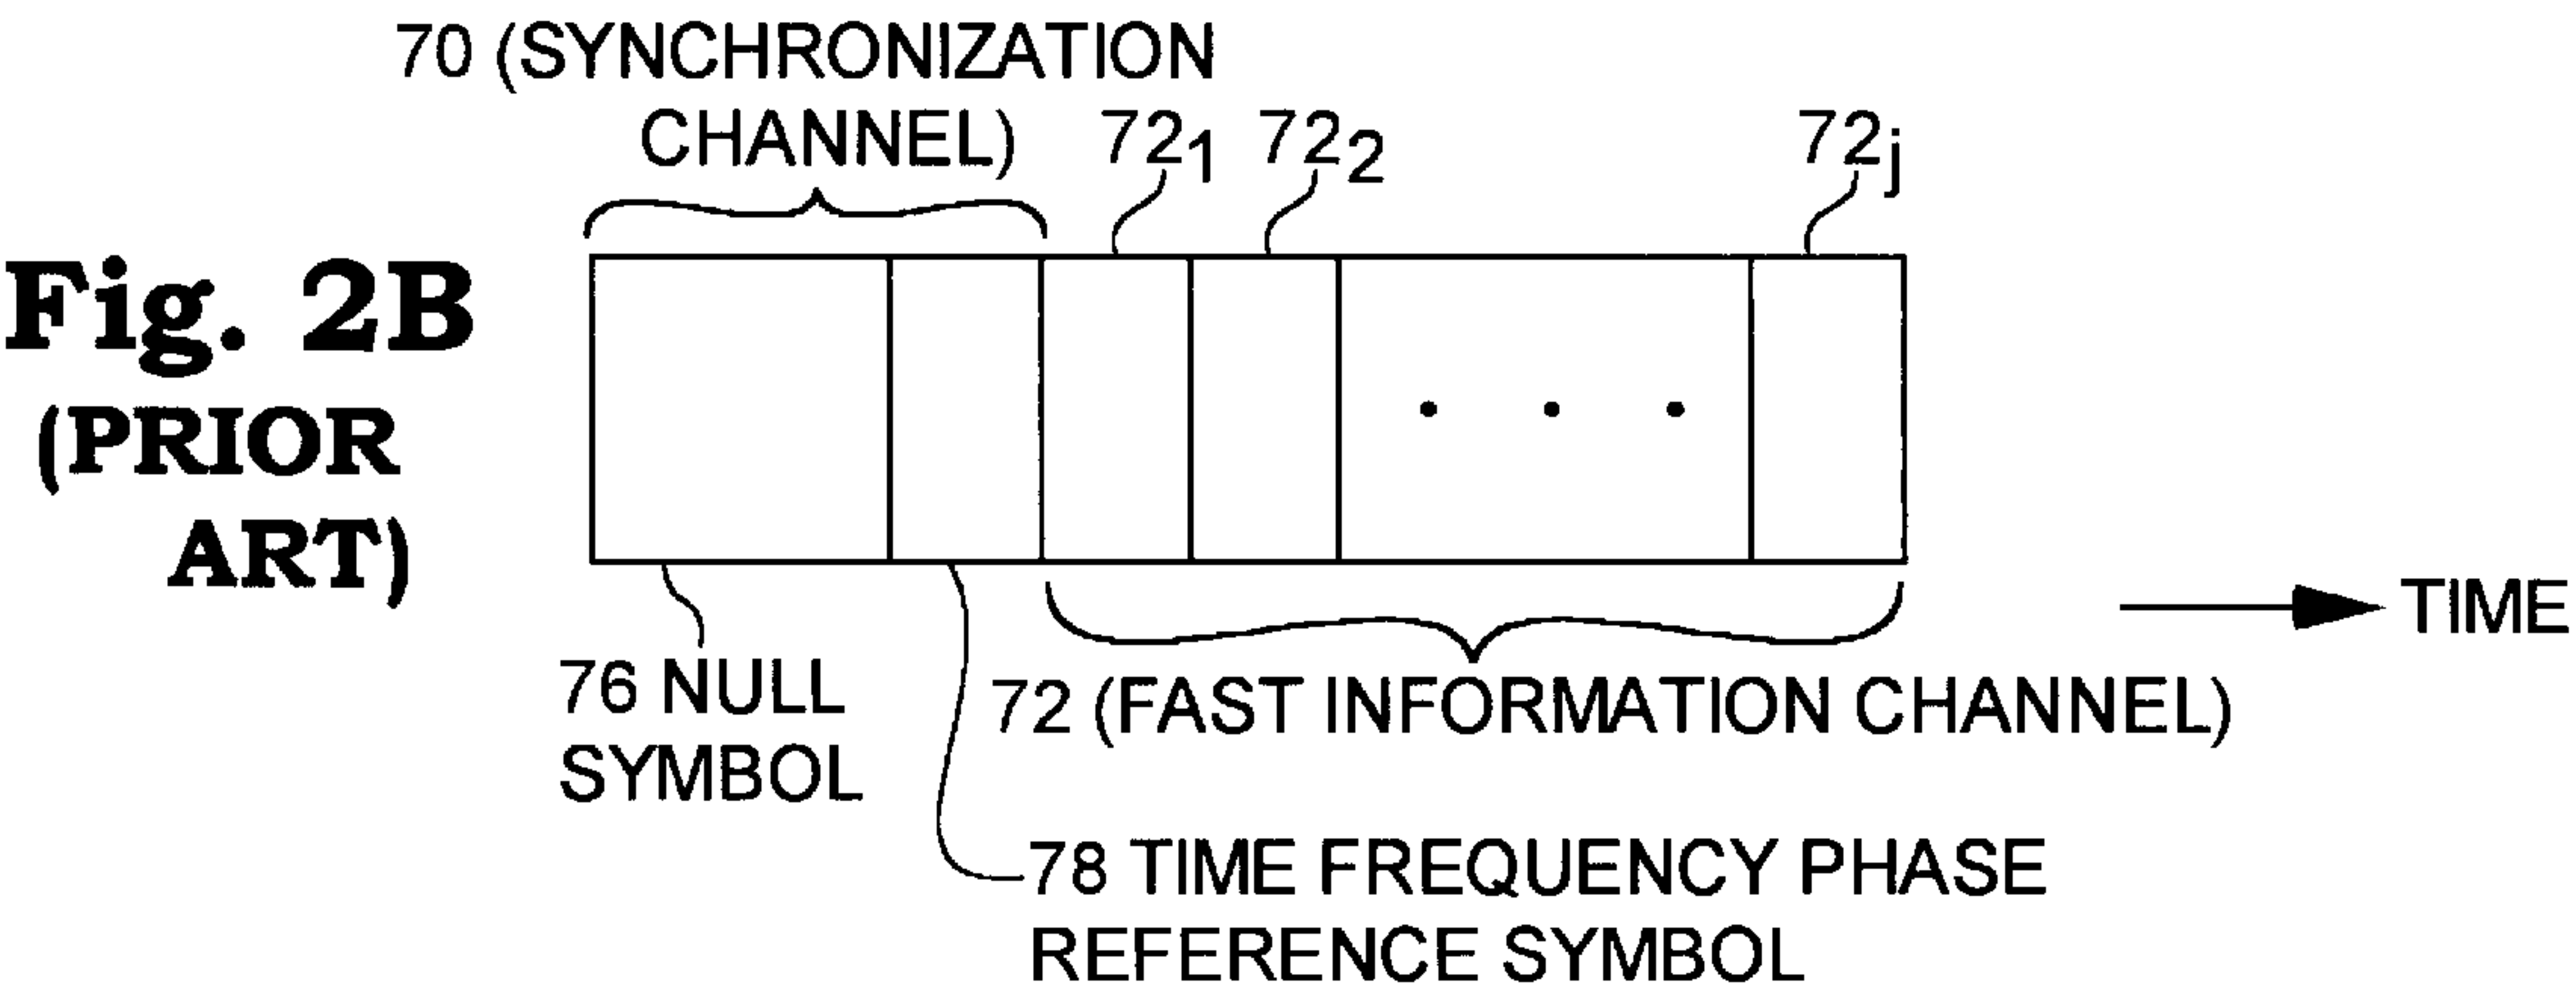 70 (SYNCHRONIZATION
CHANNEL)
72₁
72₂
72ⱼ
Fig. 2B
(PRIOR
ART)
. . .
TIME
76 NULL
SYMBOL
72 (FAST INFORMATION CHANNEL)
78 TIME FREQUENCY PHASE
REFERENCE SYMBOL